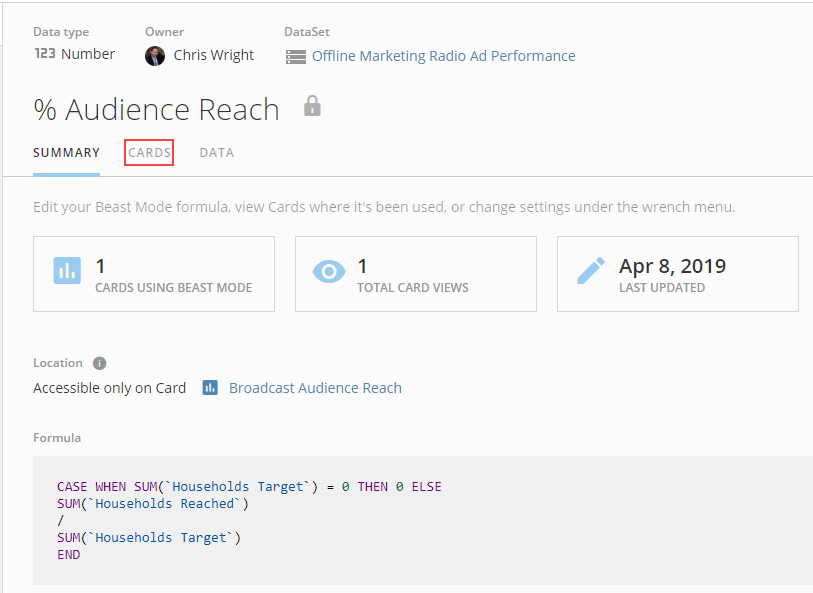 Data type Owner DataSet
123 Number Chris Wright Offline Marketing Radio Ad Performance
% Audience Reach
SUMMARY CARDS DATA
Edit your Beast Mode formula, view Cards where it's been used, or change settings under the wrench menu.
1 1 Apr 8, 2019
CARDS USING BEAST MODE TOTAL CARD VIEWS LAST UPDATED
Location i
Accessible only on Card Broadcast Audience Reach
Formula
CASE WHEN SUM(`Households Target`) = 0 THEN 0 ELSE
SUM(`Households Reached`)
/
SUM(`Households Target`)
END